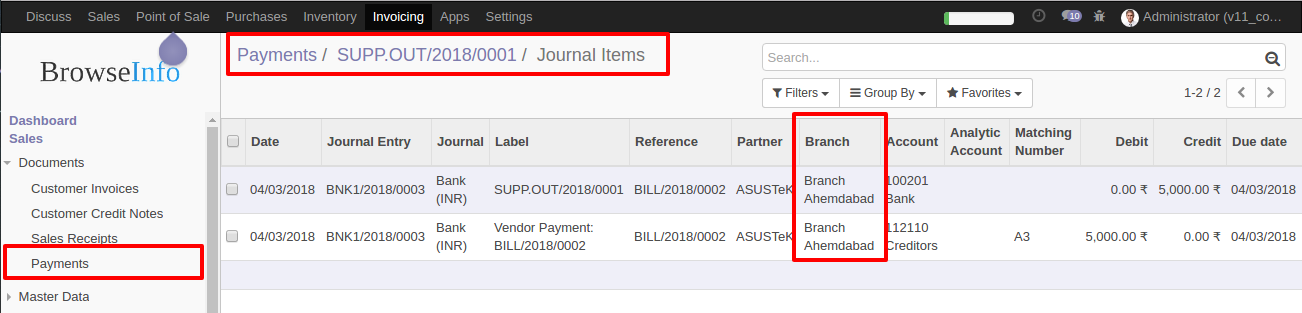 Discuss Sales Point of Sale Purchases Inventory Invoicing Apps Settings 10 Administrator (v11_co...
BrowseInfo
Payments / SUPP.OUT/2018/0001 / Journal Items
Search...
Filters Group By Favorites 1-2 / 2
Dashboard
Sales
Documents
Customer Invoices
Customer Credit Notes
Sales Receipts
Payments
Master Data
Date Journal Entry Journal Label Reference Partner Branch Account Analytic Account Matching Number Debit Credit Due date
04/03/2018 BNK1/2018/0003 Bank (INR) SUPP.OUT/2018/0001 BILL/2018/0002 ASUSTeK Branch Ahemdabad 100201 Bank 0.00 ₹ 5,000.00 ₹ 04/03/2018
04/03/2018 BNK1/2018/0003 Bank (INR) Vendor Payment: BILL/2018/0002 BILL/2018/0002 ASUSTeK Branch Ahemdabad 112110 Creditors A3 5,000.00 ₹ 0.00 ₹ 04/03/2018